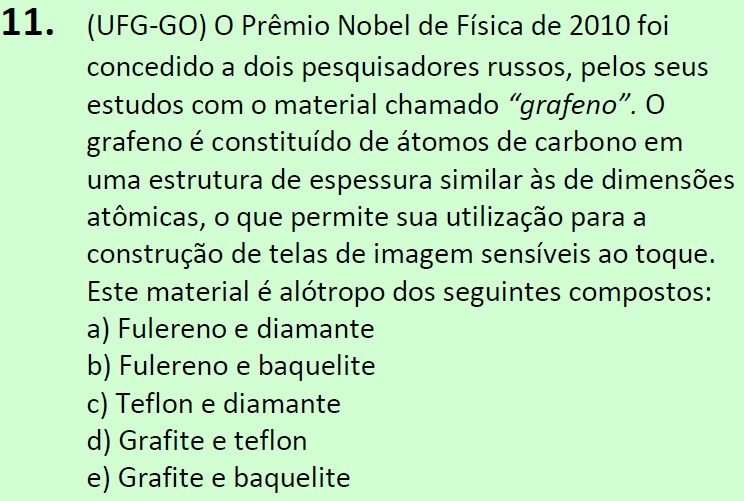 11. (UFG-GO) O Prêmio Nobel de Física de 2010 foi
concedido a dois pesquisadores russos, pelos seus
estudos com o material chamado “grafeno”. O
grafeno é constituído de átomos de carbono em
uma estrutura de espessura similar às de dimensões
atômicas, o que permite sua utilização para a
construção de telas de imagem sensíveis ao toque.
Este material é alótropo dos seguintes compostos:
a) Fulereno e diamante
b) Fulereno e baquelite
c) Teflon e diamante
d) Grafite e teflon
e) Grafite e baquelite